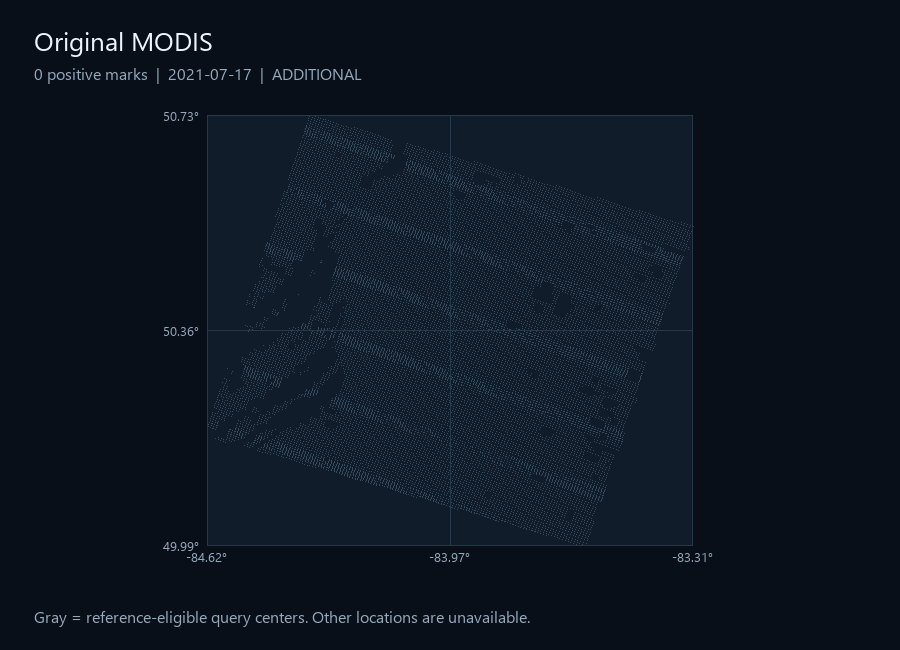 Original MODIS
0 positive marks | 2021-07-17 | ADDITIONAL
50.73°
50.36°
49.99°
-84.62°
-83.97°
-83.31°
Gray = reference-eligible query centers. Other locations are unavailable.